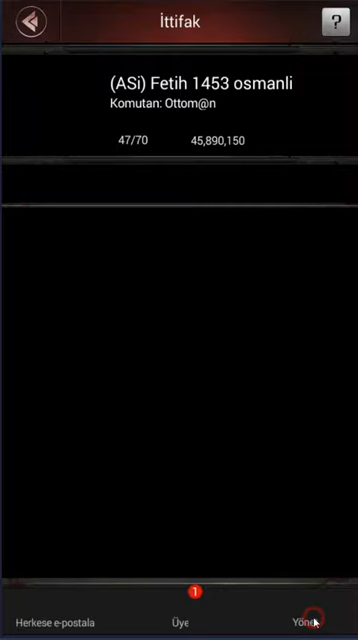 İttifak
?
(ASi) Fetih 1453 osmanli
Komutan: Ottom@n
47/70 45,890,150
1
Herkese e-postala Üye